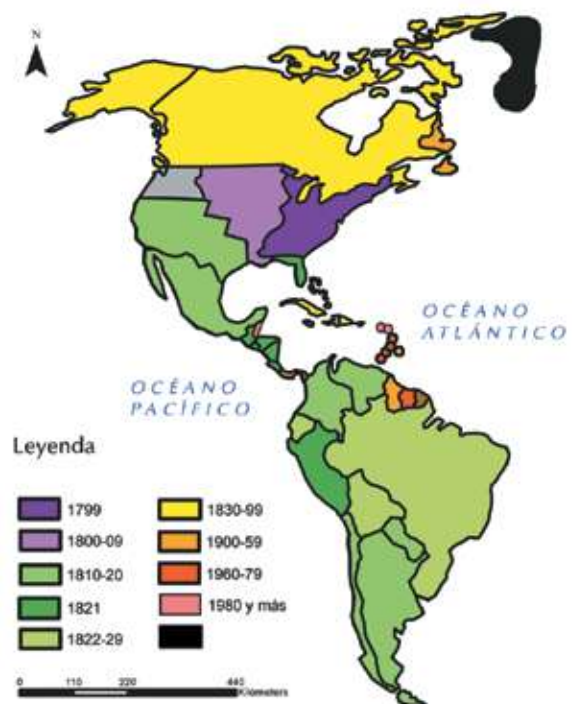 N
OCÉANO
ATLÁNTICO
OCÉANO
PACÍFICO
Leyenda
1799
1800-09
1810-20
1821
1822-29
1830-99
1900-59
1960-79
1980 y más
0 110 220 440
Kilometers